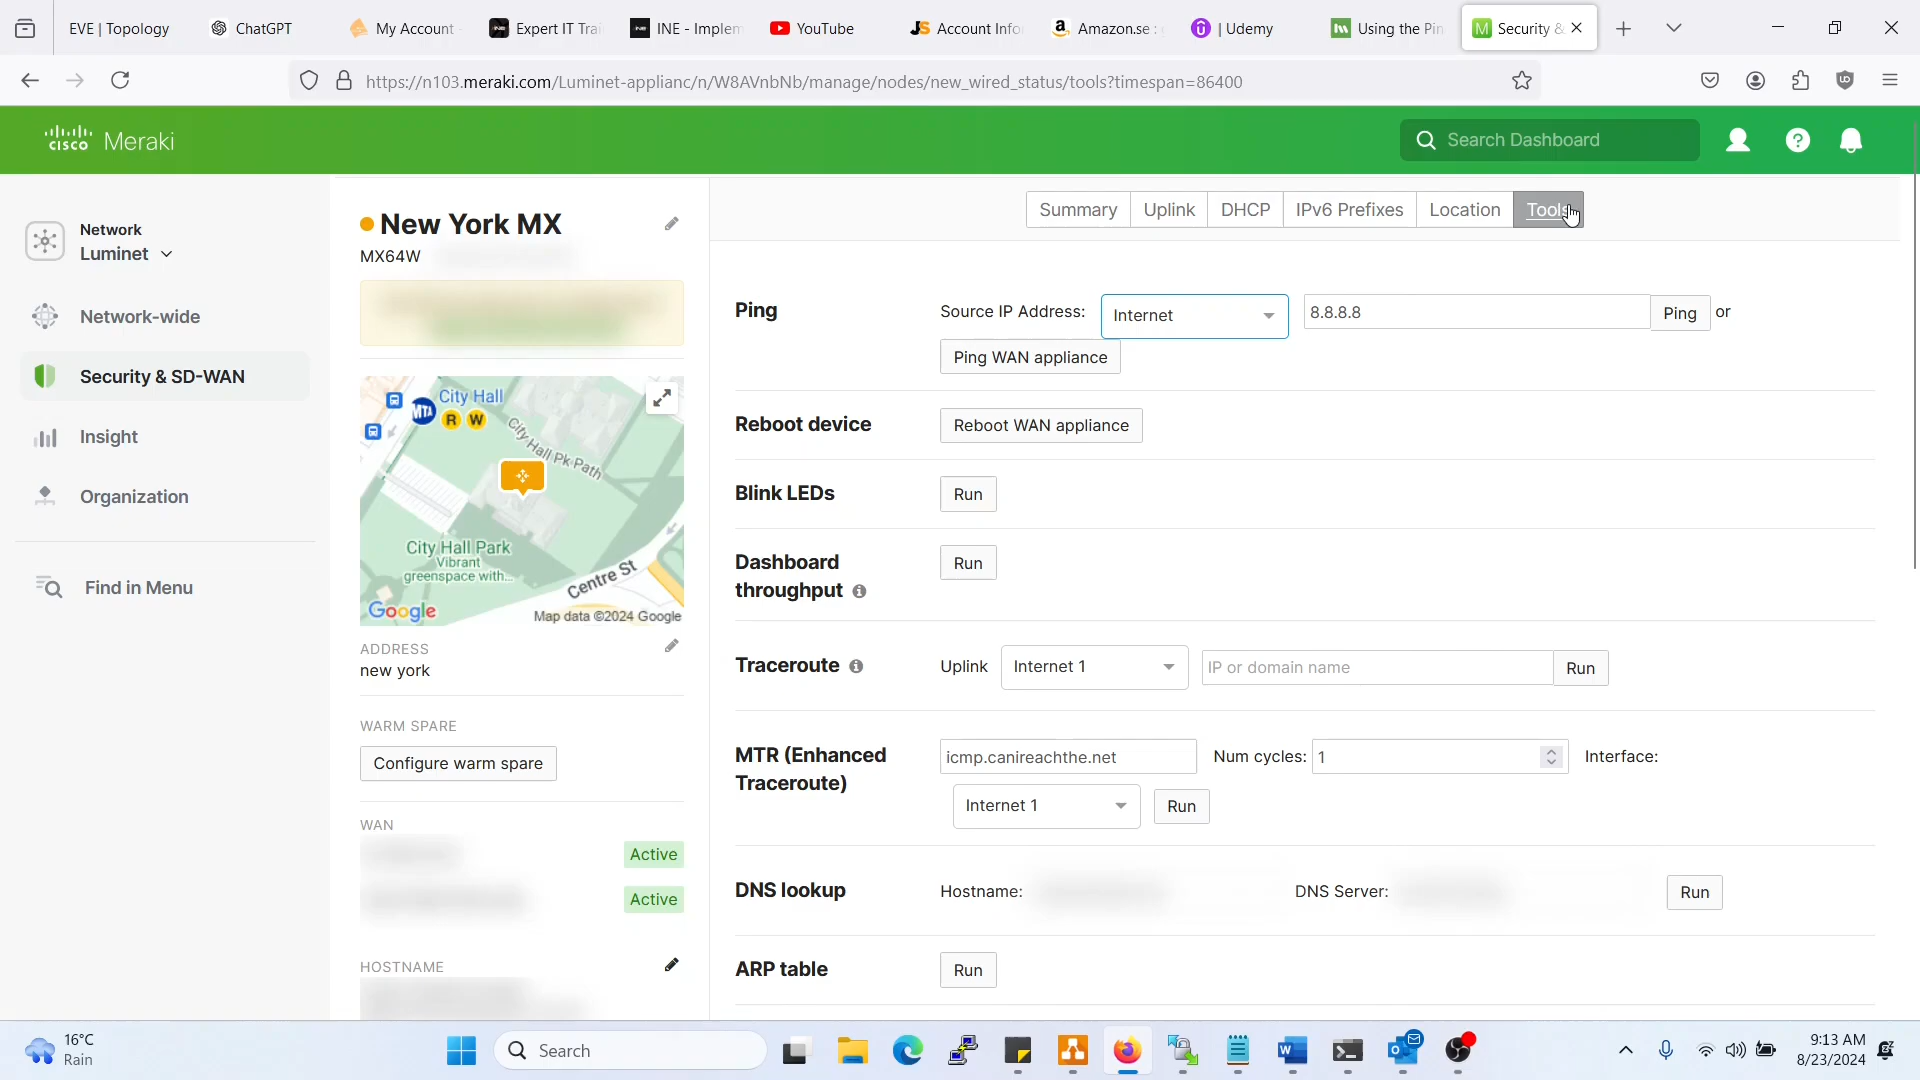 EVE | Topology
ChatGPT
My Account
Expert IT Trai
INE - Implem
YouTube
Account Info
Amazon.se :
| Udemy
Using the Pin
Security &
https://n103.meraki.com/Luminet-applianc/n/W8AVnbNb/manage/nodes/new_wired_status/tools?timespan=86400
cisco Meraki
Search Dashboard
Network
Luminet
Network-wide
Security & SD-WAN
Insight
Organization
Find in Menu
New York MX
MX64W
City Hall
MTA
R W
City Hall Pk Path
City Hall Park
Vibrant
greenspace with...
Centre St
Google
Map data ©2024 Google
ADDRESS
new york
WARM SPARE
Configure warm spare
WAN
Active
Active
HOSTNAME
Summary
Uplink
DHCP
IPv6 Prefixes
Location
Tools
Ping
Source IP Address:
Internet
8.8.8.8
Ping or
Ping WAN appliance
Reboot device
Reboot WAN appliance
Blink LEDs
Run
Dashboard
throughput
Run
Traceroute
Uplink
Internet 1
IP or domain name
Run
MTR (Enhanced
Traceroute)
icmp.canireachthe.net
Num cycles: 1
Interface:
Internet 1
Run
DNS lookup
Hostname:
DNS Server:
Run
ARP table
Run
16°C
Rain
Search
9:13 AM
8/23/2024